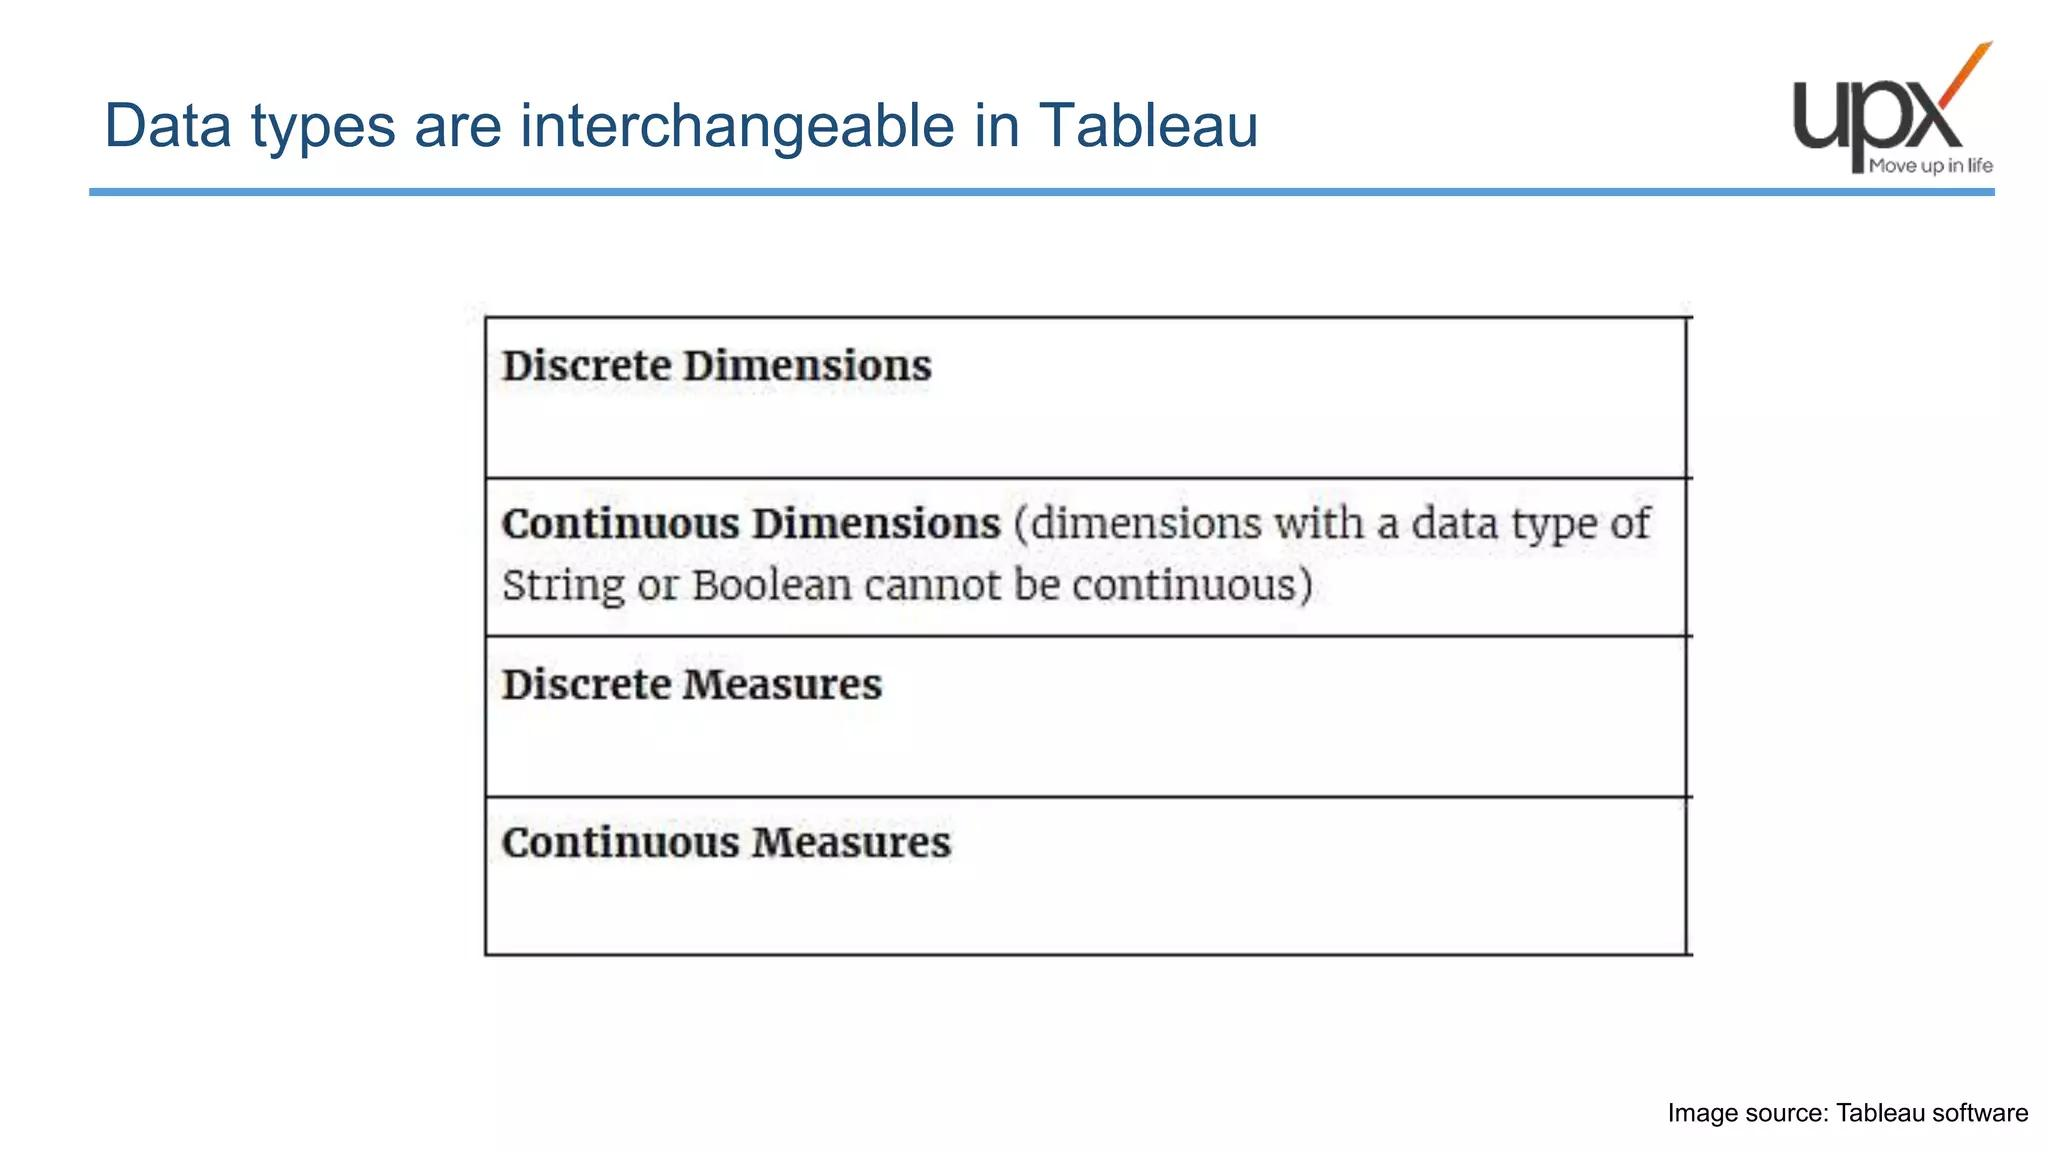 Data types are interchangeable in Tableau
upx
Move up in life
Discrete Dimensions
Continuous Dimensions (dimensions with a data type of
String or Boolean cannot be continuous)
Discrete Measures
Continuous Measures
Image source: Tableau software